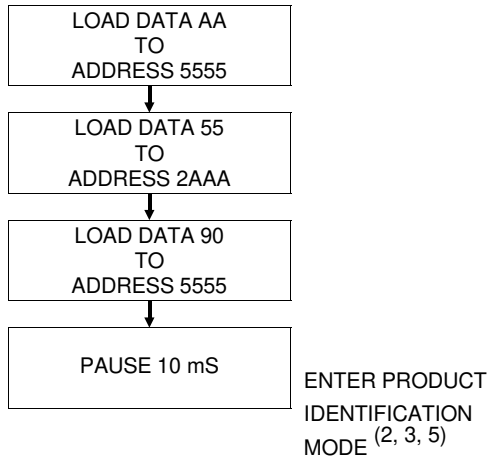 LOAD DATA AA
TO
ADDRESS 5555
LOAD DATA 55
TO
ADDRESS 2AAA
LOAD DATA 90
TO
ADDRESS 5555
PAUSE 10 mS
ENTER PRODUCT
IDENTIFICATION
MODE (2, 3, 5)